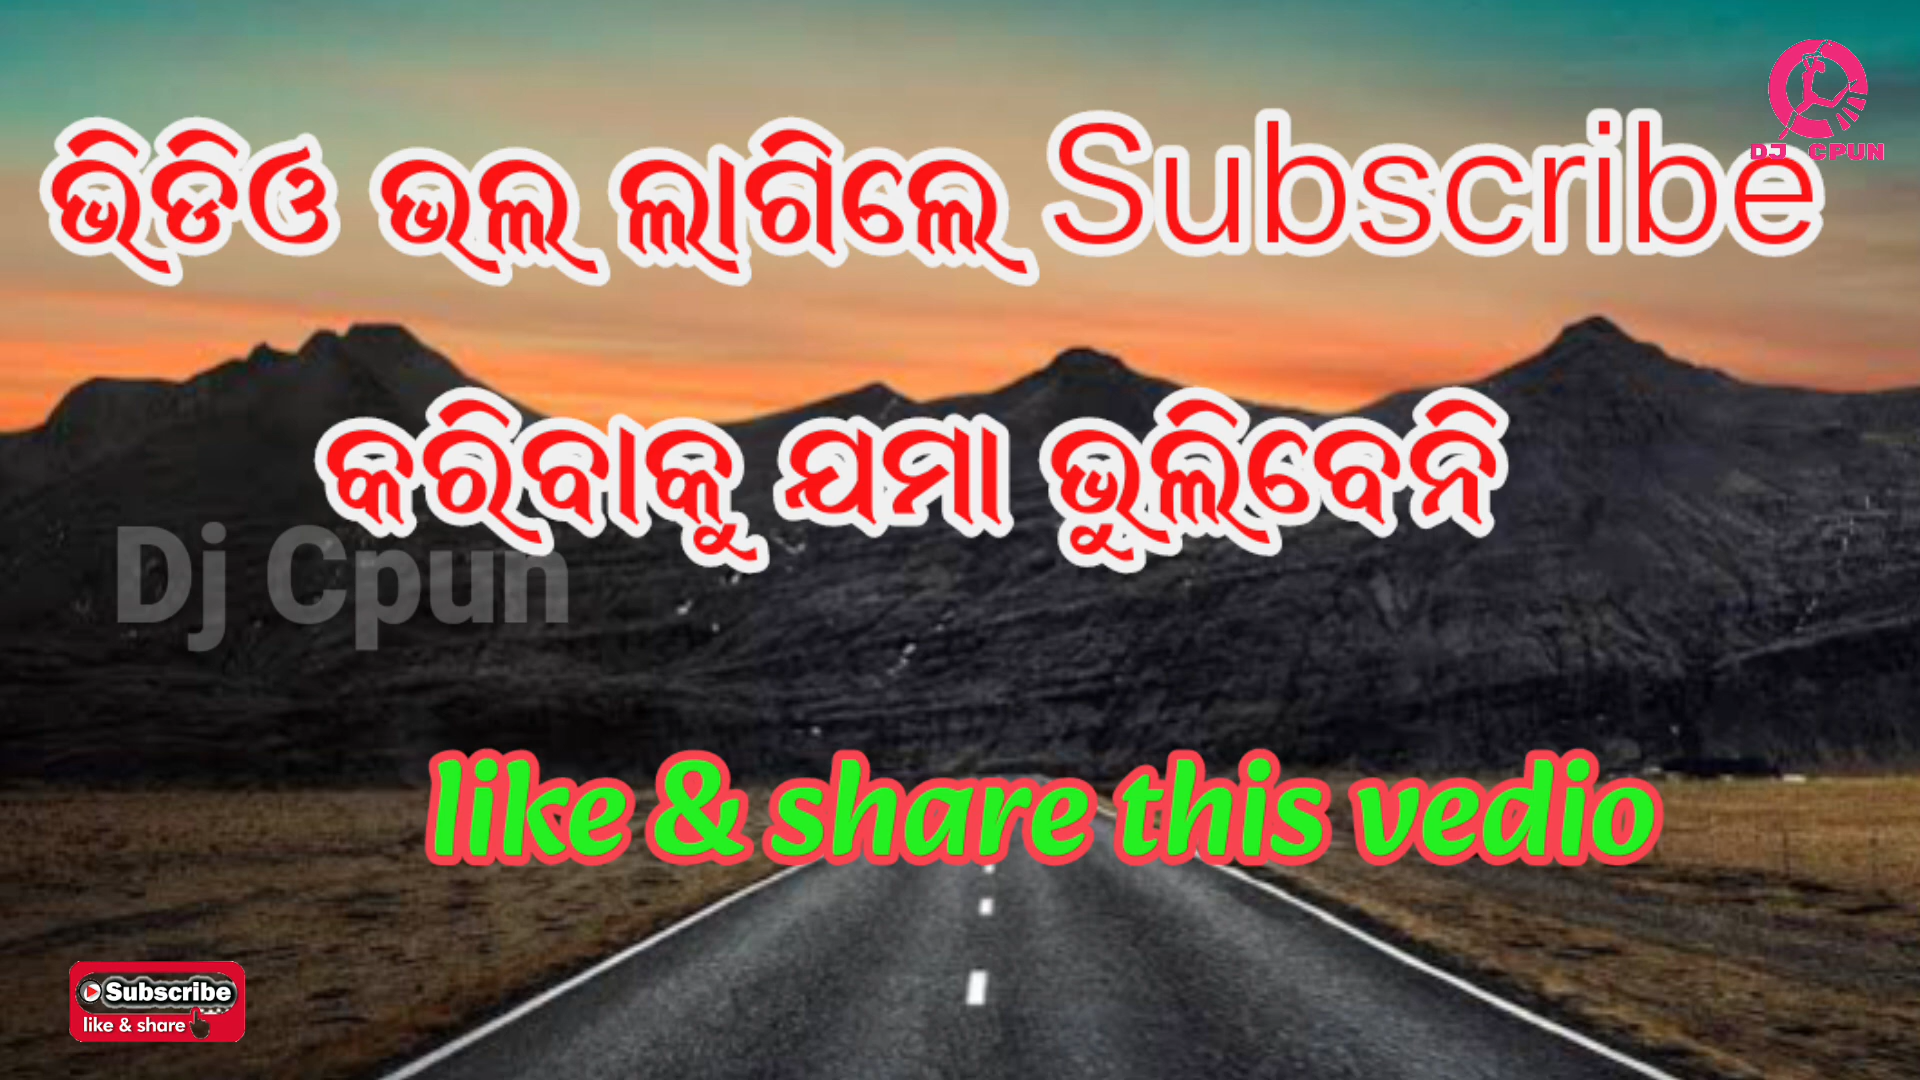 DJ CPUN
ଭିଡିଓ ଭଲ ଲାଗିଲେ Subscribe
କରିବାକୁ ଯମା ଭୁଲିବେନି
Dj Cpun
like & share this vedio
Subscribe
like & share